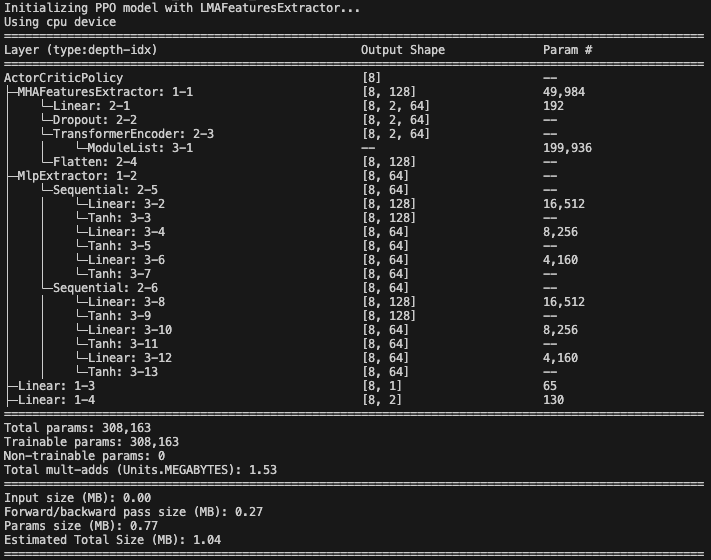 Initializing PPO model with LMAFeaturesExtractor...
Using cpu device
==========================================================================================
Layer (type:depth-idx)                   Output Shape              Param #
==========================================================================================
ActorCriticPolicy                        [8]                       --
├─MHAFeaturesExtractor: 1-1              [8, 128]                  49,984
│    └─Linear: 2-1                       [8, 2, 64]                192
│    └─Dropout: 2-2                      [8, 2, 64]                --
│    └─TransformerEncoder: 2-3           [8, 2, 64]                --
│    │    └─ModuleList: 3-1              --                        199,936
│    └─Flatten: 2-4                      [8, 128]                  --
├─MlpExtractor: 1-2                      [8, 64]                   --
│    └─Sequential: 2-5                   [8, 64]                   --
│    │    └─Linear: 3-2                  [8, 128]                  16,512
│    │    └─Tanh: 3-3                    [8, 128]                  --
│    │    └─Linear: 3-4                  [8, 64]                   8,256
│    │    └─Tanh: 3-5                    [8, 64]                   --
│    │    └─Linear: 3-6                  [8, 64]                   4,160
│    │    └─Tanh: 3-7                    [8, 64]                   --
│    └─Sequential: 2-6                   [8, 64]                   --
│    │    └─Linear: 3-8                  [8, 128]                  16,512
│    │    └─Tanh: 3-9                    [8, 128]                  --
│    │    └─Linear: 3-10                 [8, 64]                   8,256
│    │    └─Tanh: 3-11                   [8, 64]                   --
│    │    └─Linear: 3-12                 [8, 64]                   4,160
│    │    └─Tanh: 3-13                   [8, 64]                   --
├─Linear: 1-3                            [8, 1]                    65
├─Linear: 1-4                            [8, 2]                    130
==========================================================================================
Total params: 308,163
Trainable params: 308,163
Non-trainable params: 0
Total mult-adds (Units.MEGABYTES): 1.53
==========================================================================================
Input size (MB): 0.00
Forward/backward pass size (MB): 0.27
Params size (MB): 0.77
Estimated Total Size (MB): 1.04
==========================================================================================